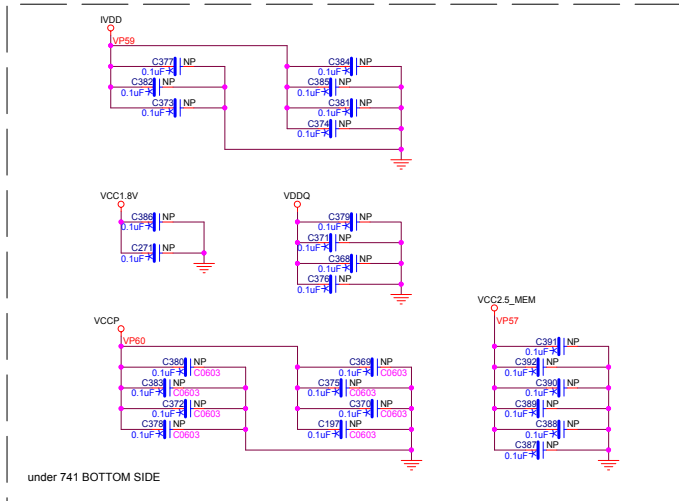 IVDD
VP59
C377 NP
0.1uF
C382 NP
0.1uF
C373 NP
0.1uF
C384 NP
0.1uF
C385 NP
0.1uF
C381 NP
0.1uF
C374 NP
0.1uF
VCC1.8V
C386 NP
0.1uF
C271 NP
0.1uF
VDDQ
C379 NP
0.1uF
C371 NP
0.1uF
C368 NP
0.1uF
C376 NP
0.1uF
VCCP
VP60
C380 NP
0.1uF C0603
C383 NP
0.1uF C0603
C372 NP
0.1uF C0603
C378 NP
0.1uF C0603
C369 NP
0.1uF C0603
C375 NP
0.1uF C0603
C370 NP
0.1uF C0603
C197 NP
0.1uF C0603
VCC2.5_MEM
VP57
C391 NP
0.1uF
C392 NP
0.1uF
C390 NP
0.1uF
C389 NP
0.1uF
C388 NP
0.1uF
C387 NP
0.1uF
under 741 BOTTOM SIDE